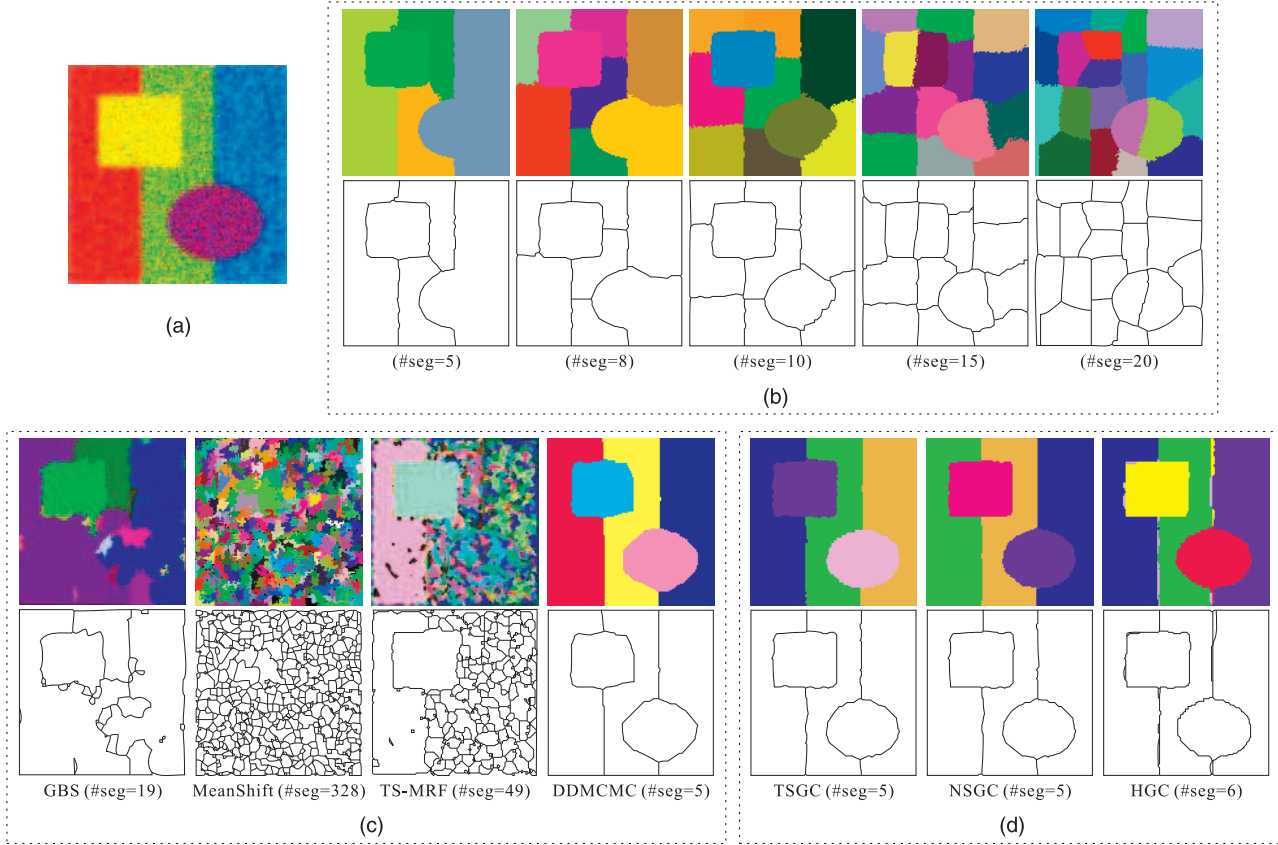 (a)
(#seg=5) (#seg=8) (#seg=10) (#seg=15) (#seg=20)
(b)
GBS (#seg=19) MeanShift (#seg=328) TS-MRF (#seg=49) DDMCMC (#seg=5)
(c)
TSGC (#seg=5) NSGC (#seg=5) HGC (#seg=6)
(d)